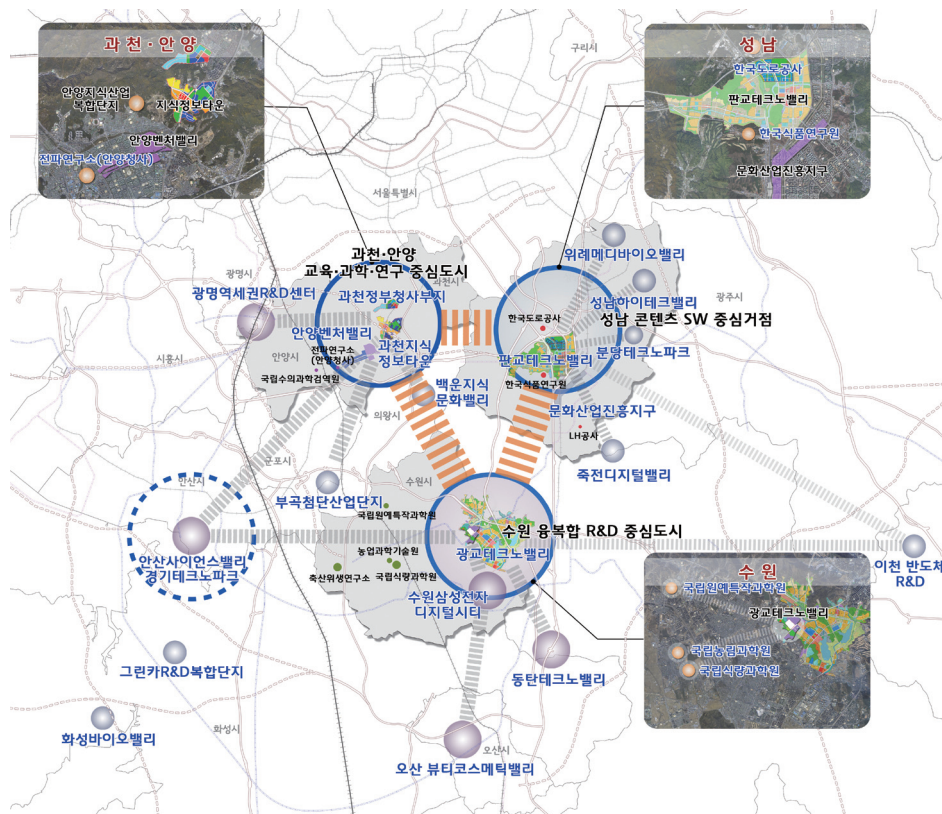 과천·안양
안양지식산업
복합단지
지식정보타운
안양벤처밸리
전파연구소(안양청사)
성남
한국도로공사
판교테크노밸리
한국식품연구원
문화산업진흥지구
구리시
서울특별시
과천·안양
교육·과학·연구 중심도시
과천시
광명시
광명역세권R&D센터
과천정부청사부지
안양벤처밸리
과천지식
정보타운
전파연구소
(안양청사)
안양시
국립수의과학검역원
시흥시
위례메디바이오밸리
성남하이테크밸리
광주시
성남 콘텐츠 SW 중심거점
한국도로공사
분당테크노파크
판교테크노밸리
한국식품연구원
백운지식
문화밸리
의왕시
문화산업진흥지구
LH공사
죽전디지털밸리
군포시
수원시
안산시
부곡첨단산업단지
국립원예특작과학원
수원 융복합 R&D 중심도시
광교테크노밸리
농업과학기술원
축산위생연구소
국립식량과학원
안산사이언스밸리
경기테크노파크
이천 반도체
R&D
수원삼성전자
디지털시티
수원
국립원예특작과학원
광교테크노밸리
국립농림과학원
국립식량과학원
그린카R&D복합단지
동탄테크노밸리
화성바이오밸리
화성시
오산시
오산 뷰티코스메틱밸리